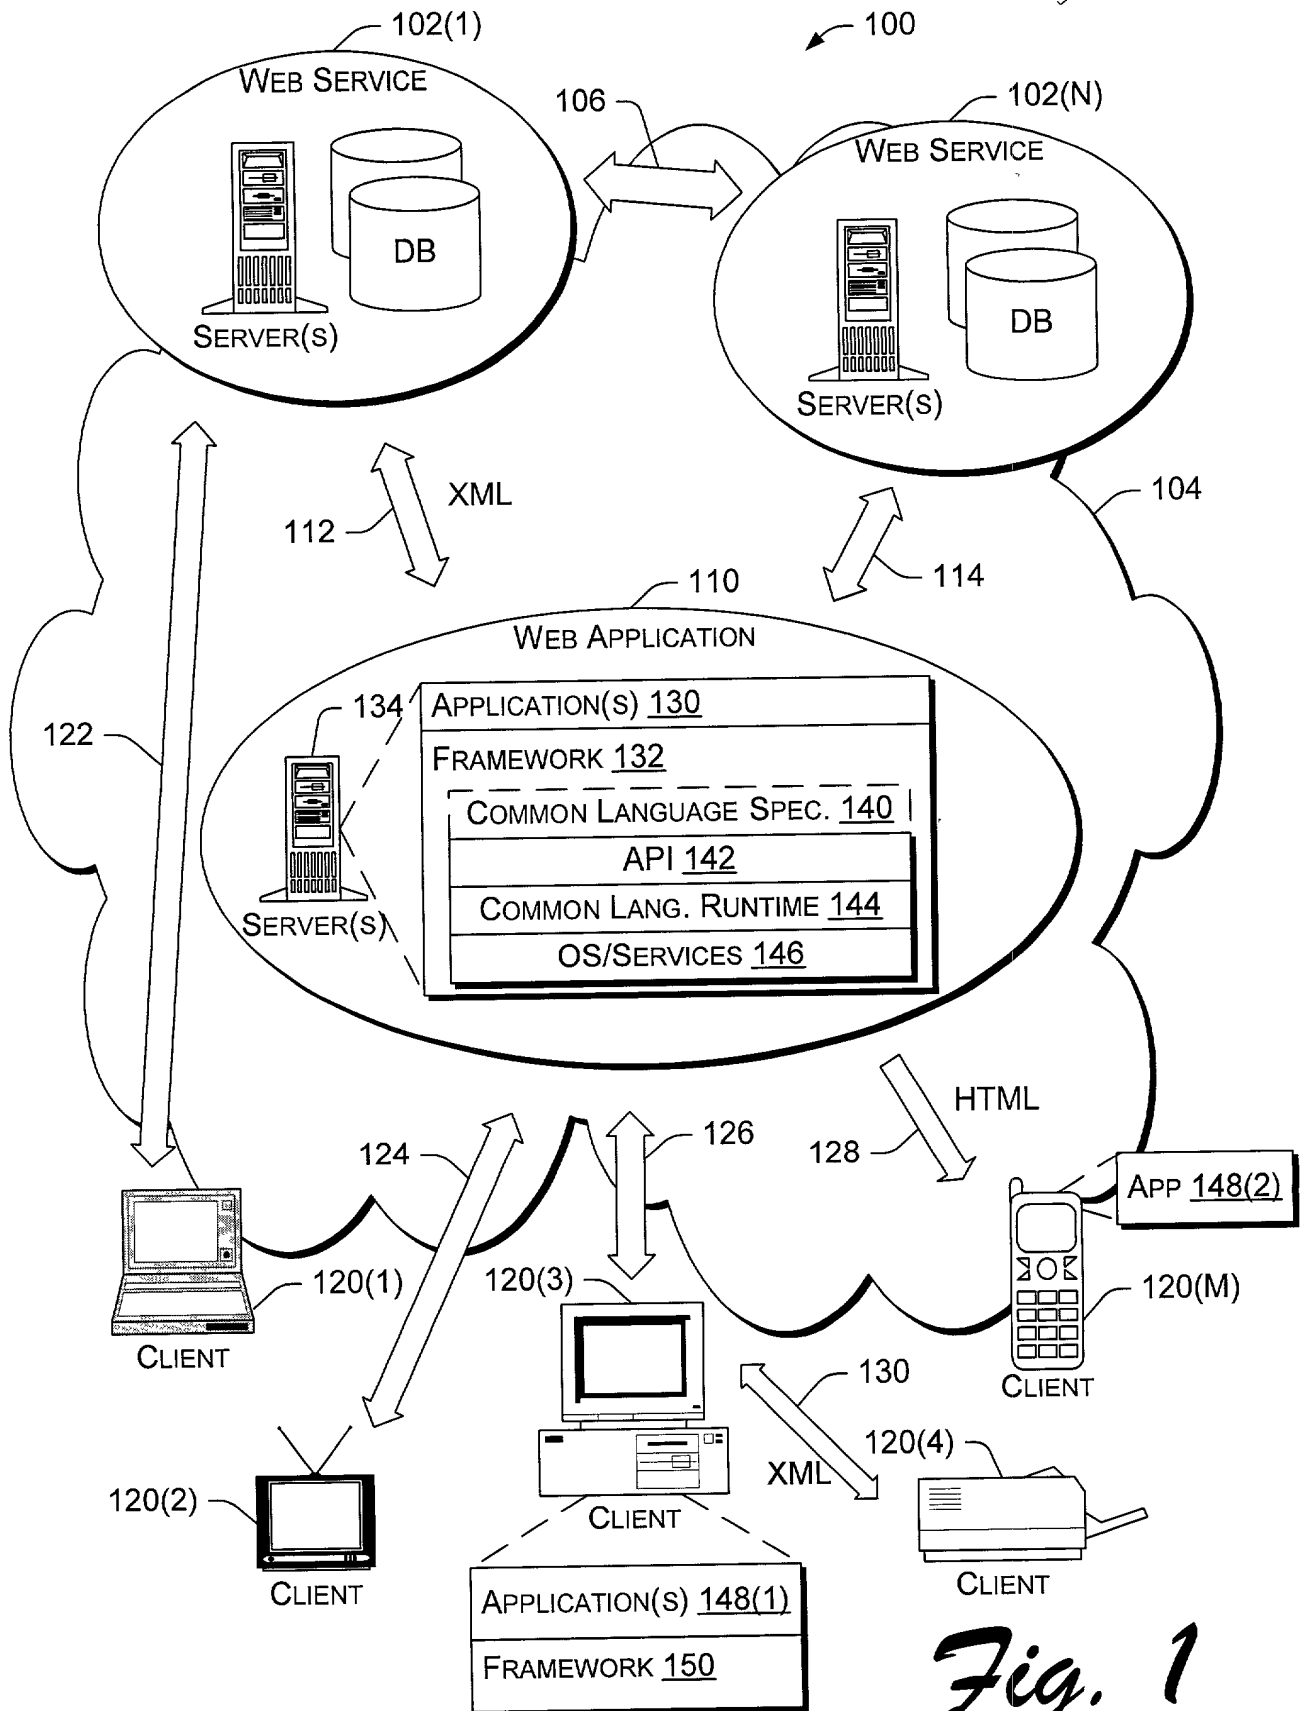 102(1)
100
WEB SERVICE
106
102(N)
WEB SERVICE
DB
DB
SERVER(S)
SERVER(S)
XML
104
112
114
110
WEB APPLICATION
134
APPLICATION(S) 130
122
FRAMEWORK 132
COMMON LANGUAGE SPEC. 140
API 142
COMMON LANG. RUNTIME 144
SERVER(S)
OS/SERVICES 146
HTML
124
126
128
APP 148(2)
120(1)
120(3)
120(M)
CLIENT
CLIENT
130
120(4)
XML
120(2)
CLIENT
CLIENT
CLIENT
APPLICATION(S) 148(1)
FRAMEWORK 150
Fig. 1